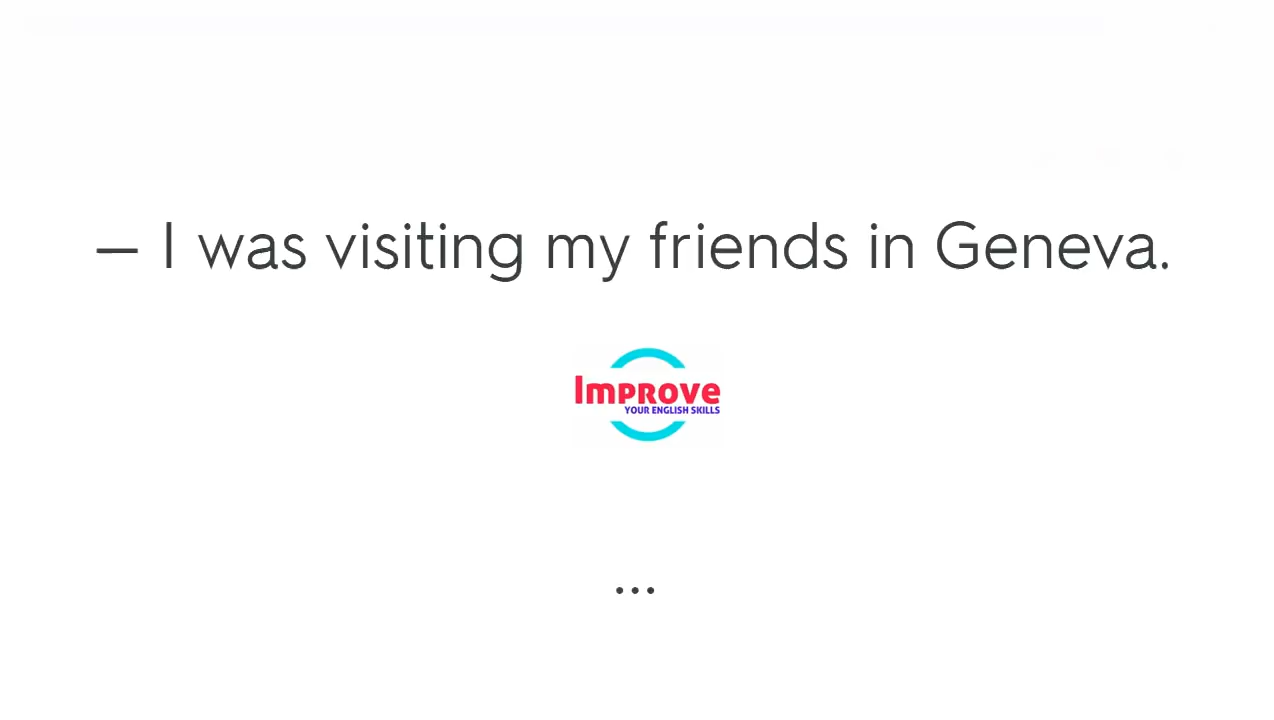 – I was visiting my friends in Geneva.
Improve
YOUR ENGLISH SKILLS
...